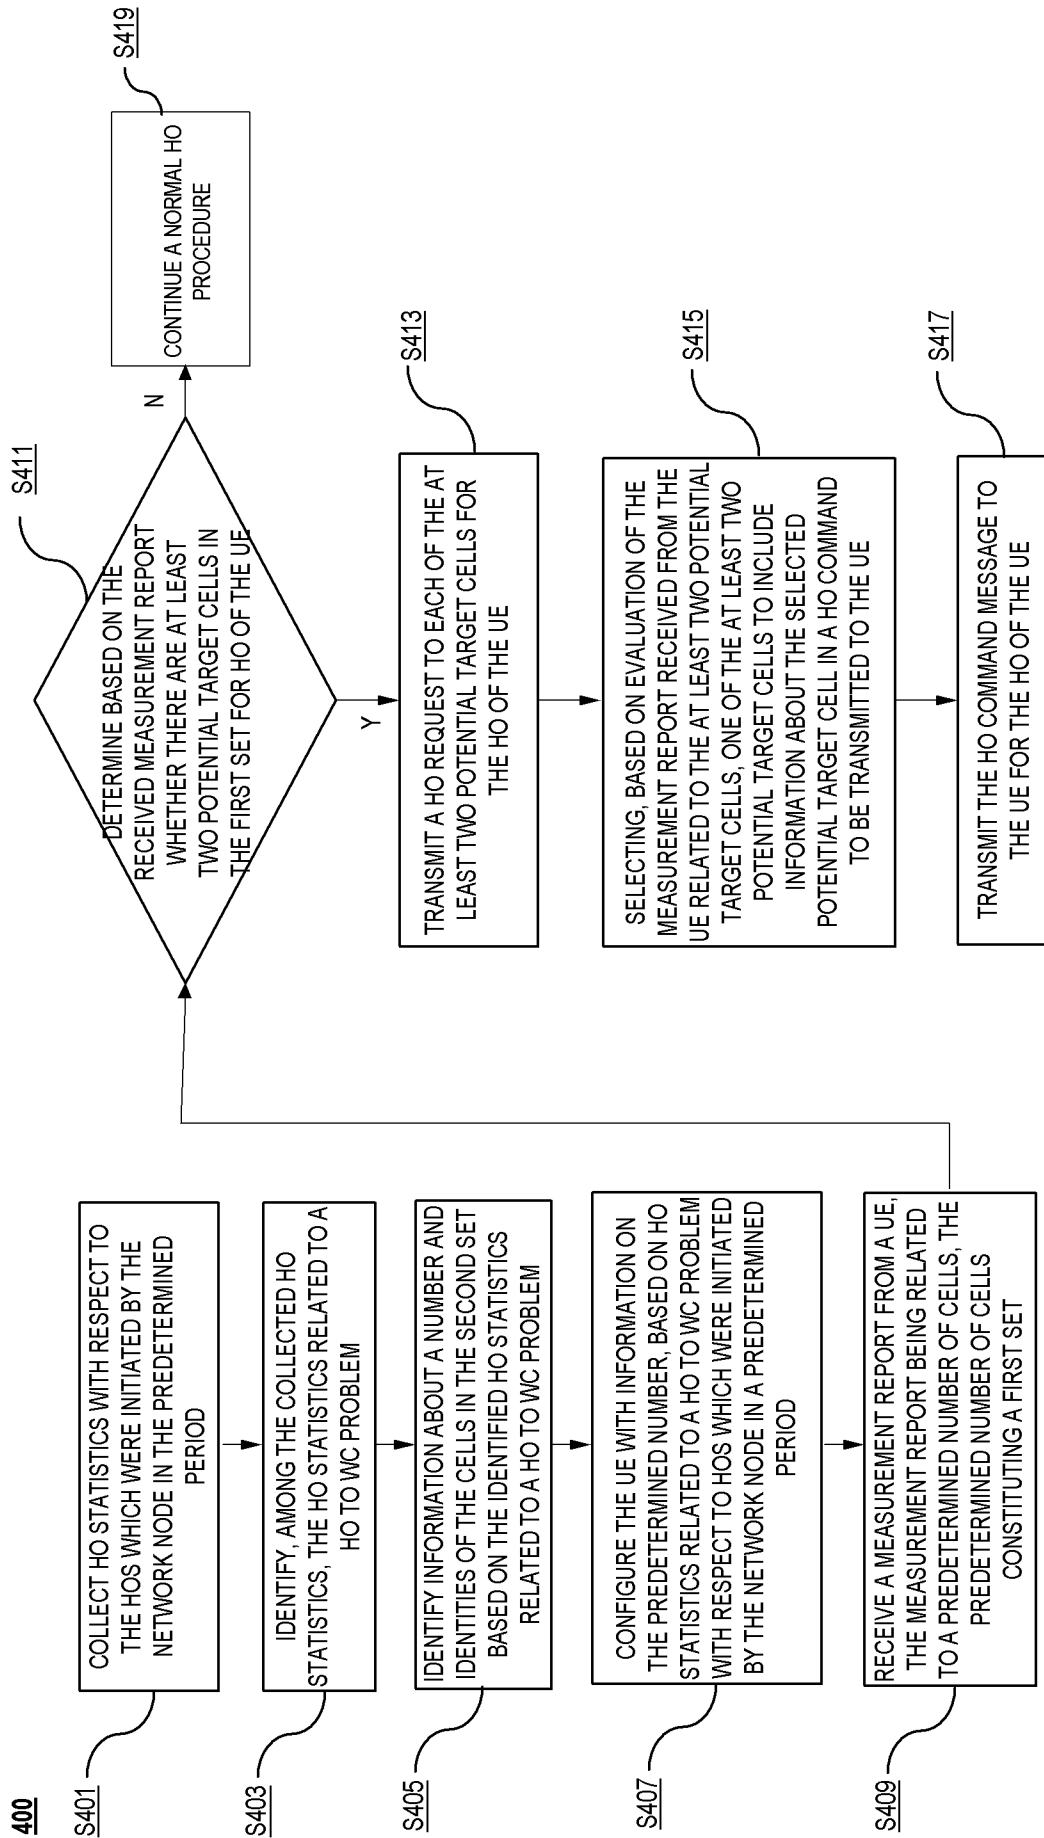 400
S401
COLLECT HO STATISTICS WITH RESPECT TO
THE HOS WHICH WERE INITIATED BY THE
NETWORK NODE IN THE PREDETERMINED
PERIOD
S403
IDENTIFY, AMONG THE COLLECTED HO
STATISTICS, THE HO STATISTICS RELATED TO A
HO TO WC PROBLEM
S405
IDENTIFY INFORMATION ABOUT A NUMBER AND
IDENTITIES OF THE CELLS IN THE SECOND SET
BASED ON THE IDENTIFIED HO STATISTICS
RELATED TO A HO TO WC PROBLEM
S407
CONFIGURE THE UE WITH INFORMATION ON
THE PREDETERMINED NUMBER, BASED ON HO
STATISTICS RELATED TO A HO TO WC PROBLEM
WITH RESPECT TO HOS WHICH WERE INITIATED
BY THE NETWORK NODE IN A PREDETERMINED
PERIOD
S409
RECEIVE A MEASUREMENT REPORT FROM A UE,
THE MEASUREMENT REPORT BEING RELATED
TO A PREDETERMINED NUMBER OF CELLS, THE
PREDETERMINED NUMBER OF CELLS
CONSTITUTING A FIRST SET
S411
DETERMINE BASED ON THE
RECEIVED MEASUREMENT REPORT
WHETHER THERE ARE AT LEAST
TWO POTENTIAL TARGET CELLS IN
THE FIRST SET FOR HO OF THE UE
N
S419
CONTINUE A NORMAL HO
PROCEDURE
Y
S413
TRANSMIT A HO REQUEST TO EACH OF THE AT
LEAST TWO POTENTIAL TARGET CELLS FOR
THE HO OF THE UE
S415
SELECTING, BASED ON EVALUATION OF THE
MEASUREMENT REPORT RECEIVED FROM THE
UE RELATED TO THE AT LEAST TWO POTENTIAL
TARGET CELLS, ONE OF THE AT LEAST TWO
POTENTIAL TARGET CELLS TO INCLUDE
INFORMATION ABOUT THE SELECTED
POTENTIAL TARGET CELL IN A HO COMMAND
TO BE TRANSMITTED TO THE UE
S417
TRANSMIT THE HO COMMAND MESSAGE TO
THE UE FOR THE HO OF THE UE